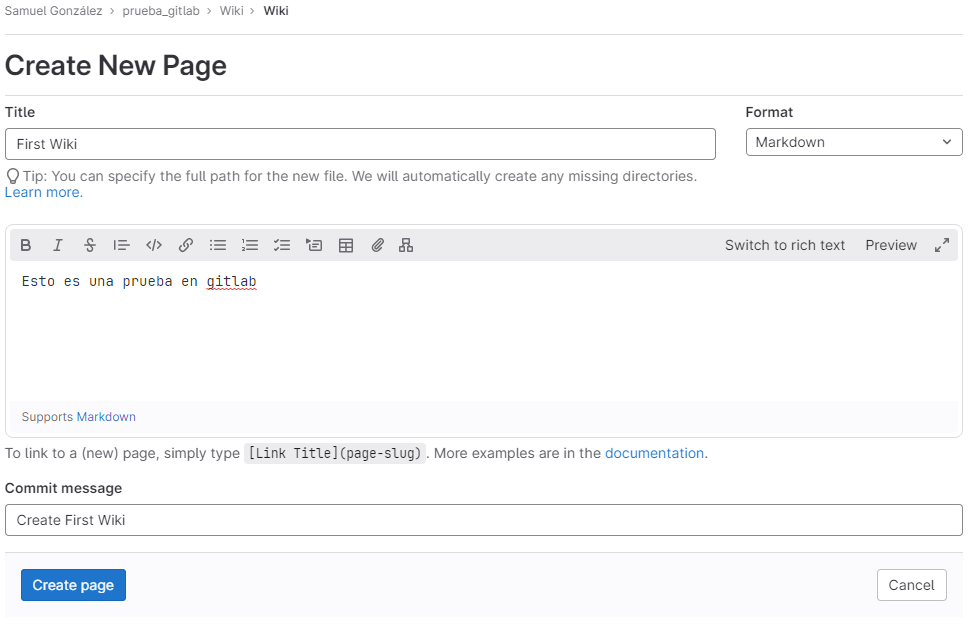 Samuel González > prueba_gitlab > Wiki > Wiki
Create New Page
Title
Format
First Wiki
Markdown
Tip: You can specify the full path for the new file. We will automatically create any missing directories.
Learn more.
Switch to rich text
Preview
Esto es una prueba en gitlab
Supports Markdown
To link to a (new) page, simply type [Link Title](page-slug). More examples are in the documentation.
Commit message
Create First Wiki
Create page
Cancel